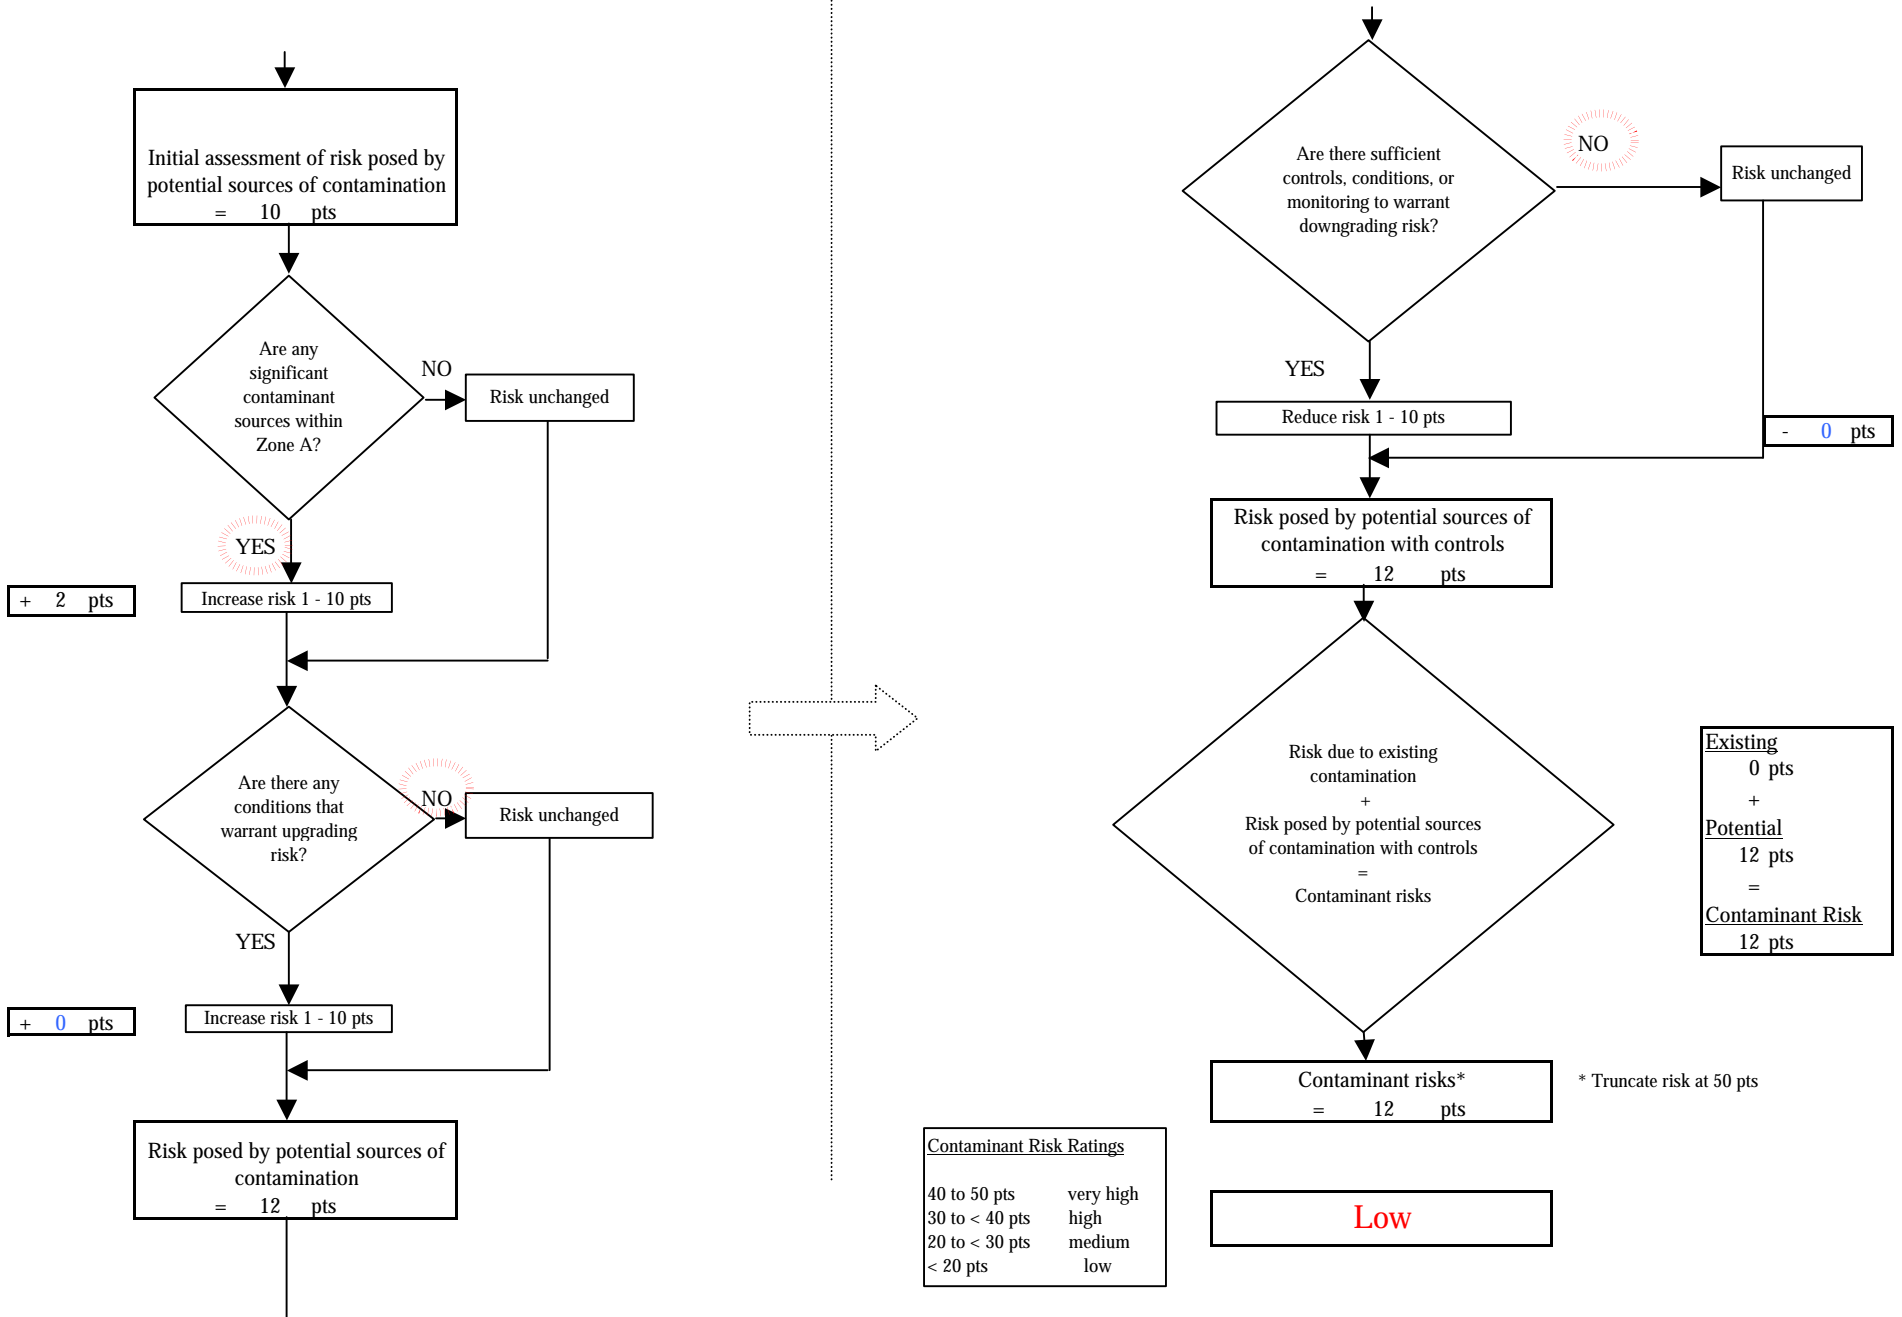 Initial assessment of risk posed by
potential sources of contamination
= 10 pts
Are any
significant
contaminant
sources within
Zone A?
NO
Risk unchanged
YES
+ 2 pts
Increase risk 1 - 10 pts
Are there any
conditions that
warrant upgrading
risk?
NO
Risk unchanged
YES
+ 0 pts
Increase risk 1 - 10 pts
Risk posed by potential sources of
contamination
= 12 pts
Are there sufficient
controls, conditions, or
monitoring to warrant
downgrading risk?
NO
Risk unchanged
YES
Reduce risk 1 - 10 pts
- 0 pts
Risk posed by potential sources of
contamination with controls
= 12 pts
Risk due to existing
contamination
+
Risk posed by potential sources
of contamination with controls
=
Contaminant risks
Existing
0 pts
+
Potential
12 pts
=
Contaminant Risk
12 pts
Contaminant risks*
= 12 pts
* Truncate risk at 50 pts
Contaminant Risk Ratings
40 to 50 pts very high
30 to < 40 pts high
20 to < 30 pts medium
< 20 pts low
Low